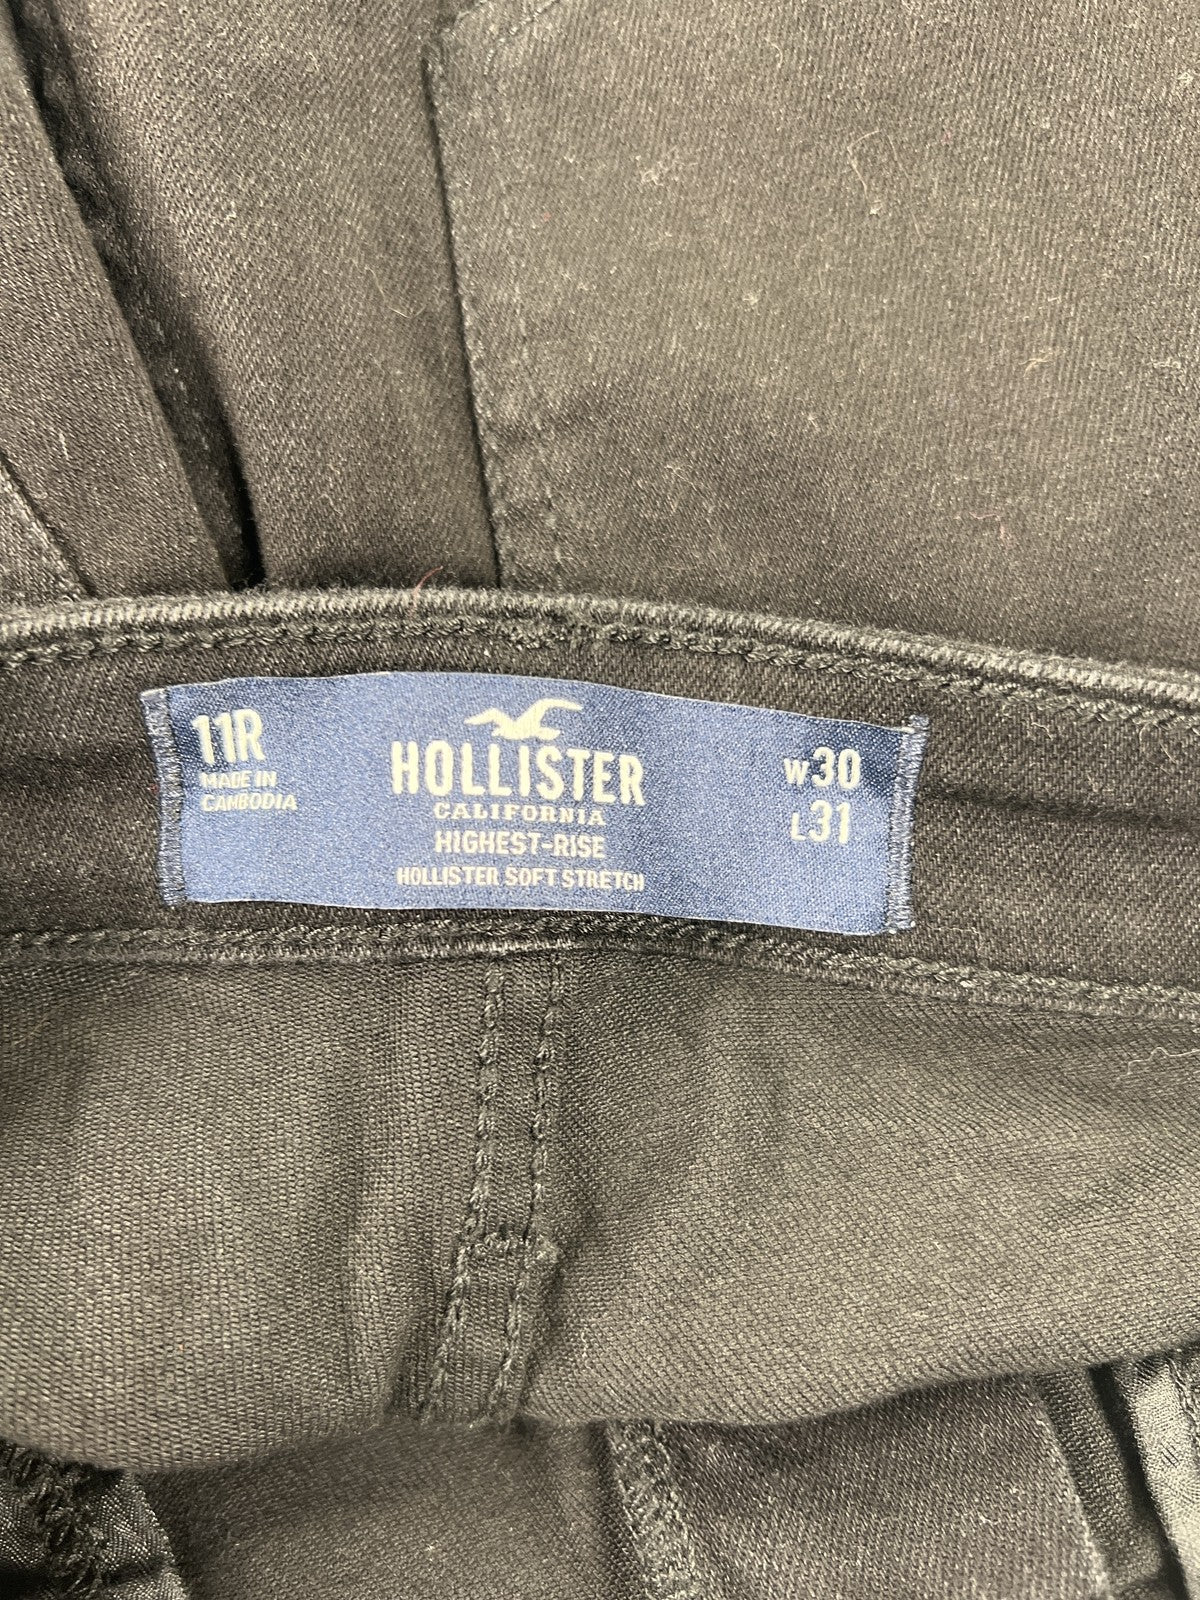 11R
MADE IN
CAMBODIA
HOLLISTER
CALIFORNIA
HIGHEST-RISE
HOLLISTER SOFT STRETCH
W30
L31